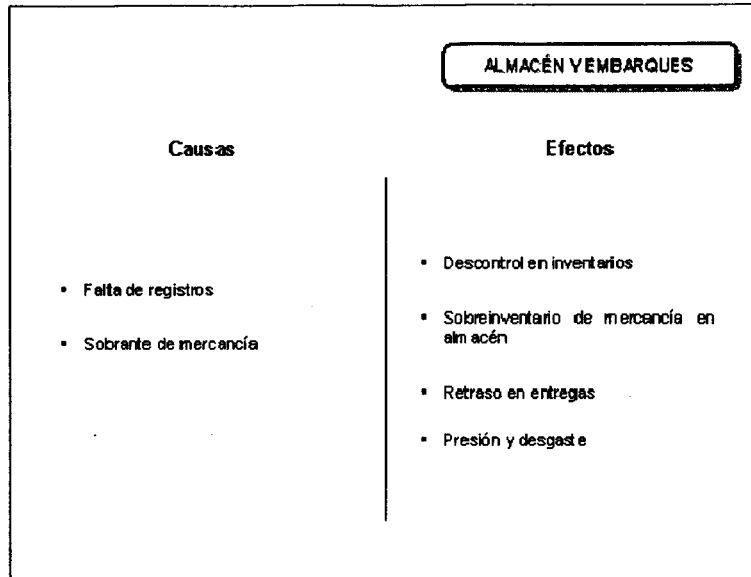 ALMACÉN Y EMBARQUES
Causas
▪ Falta de registros
▪ Sobrante de mercancía
Efectos
▪ Descontrol en inventarios
▪ Sobreinventario de mercancía en
almacén
▪ Retraso en entregas
▪ Presión y desgaste